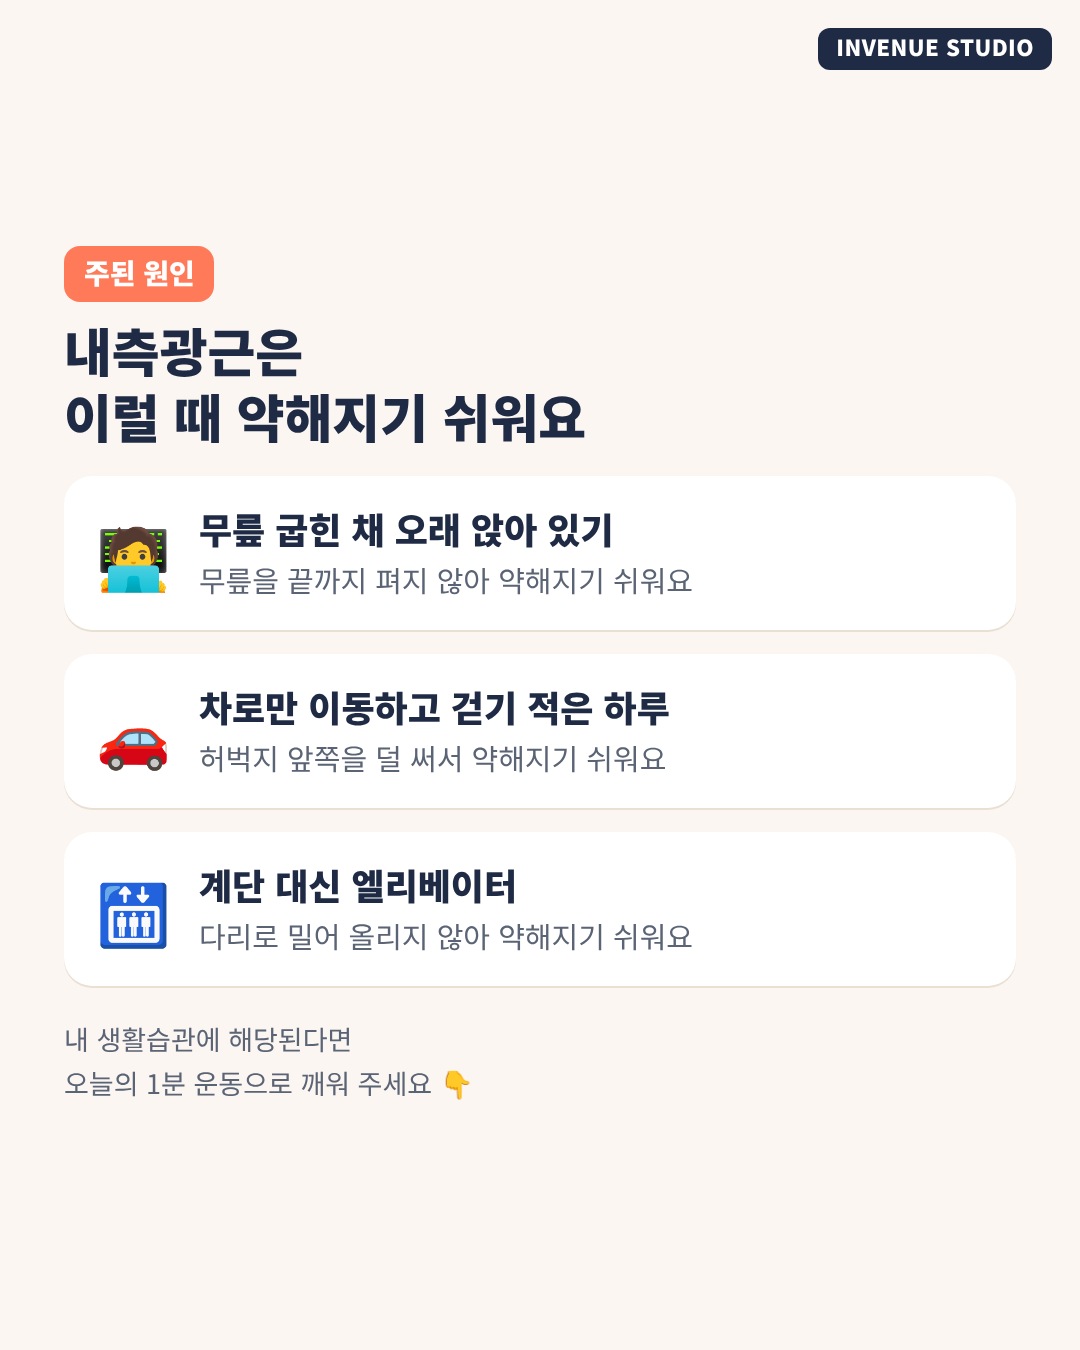 INVENUE STUDIO
주된 원인
내측광근은
이럴 때 약해지기 쉬워요
무릎 굽힌 채 오래 앉아 있기
무릎을 끝까지 펴지 않아 약해지기 쉬워요
차로만 이동하고 걷기 적은 하루
허벅지 앞쪽을 덜 써서 약해지기 쉬워요
계단 대신 엘리베이터
다리로 밀어 올리지 않아 약해지기 쉬워요
내 생활습관에 해당된다면
오늘의 1분 운동으로 깨워 주세요 👇